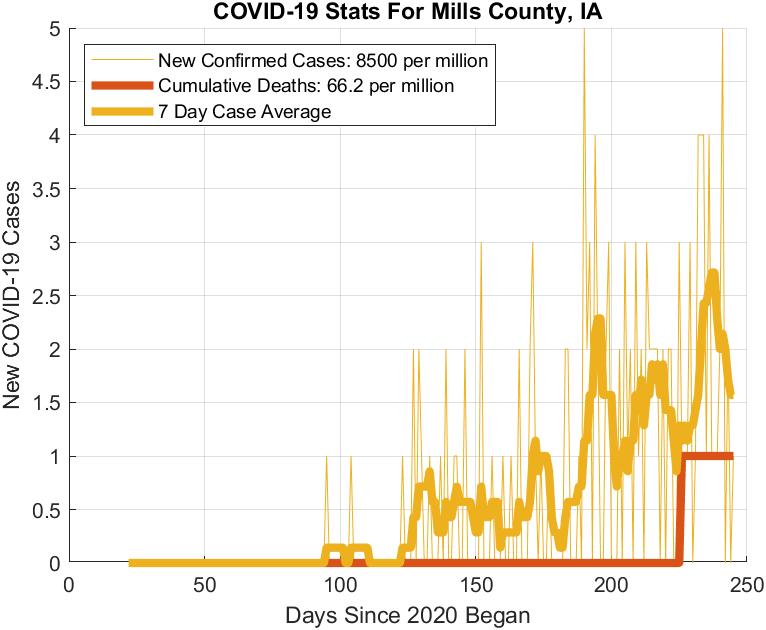 COVID-19 Stats For Mills County, IA
New Confirmed Cases: 8500 per million
Cumulative Deaths: 66.2 per million
7 Day Case Average
New COVID-19 Cases
5
4.5
4
3.5
3
2.5
2
1.5
1
0.5
0
0 50 100 150 200 250
Days Since 2020 Began